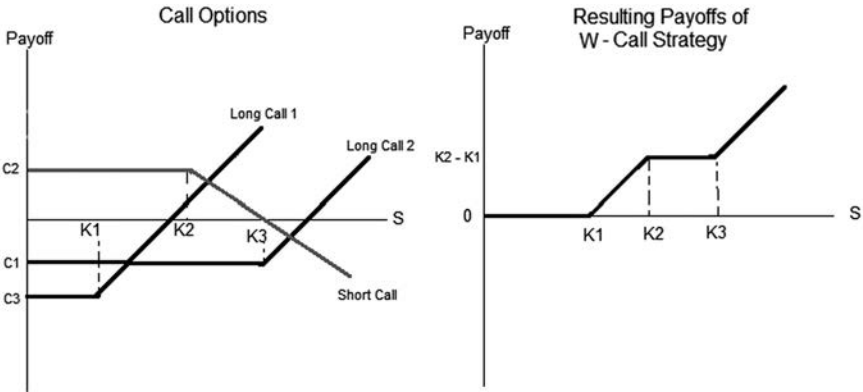 Call Options
Payoff
C2
Long Call 1
Long Call 2
S
K1
K2
K3
C1
C3
Short Call
Resulting Payoffs of
W - Call Strategy
Payoff
K2 - K1
0
S
K1
K2
K3